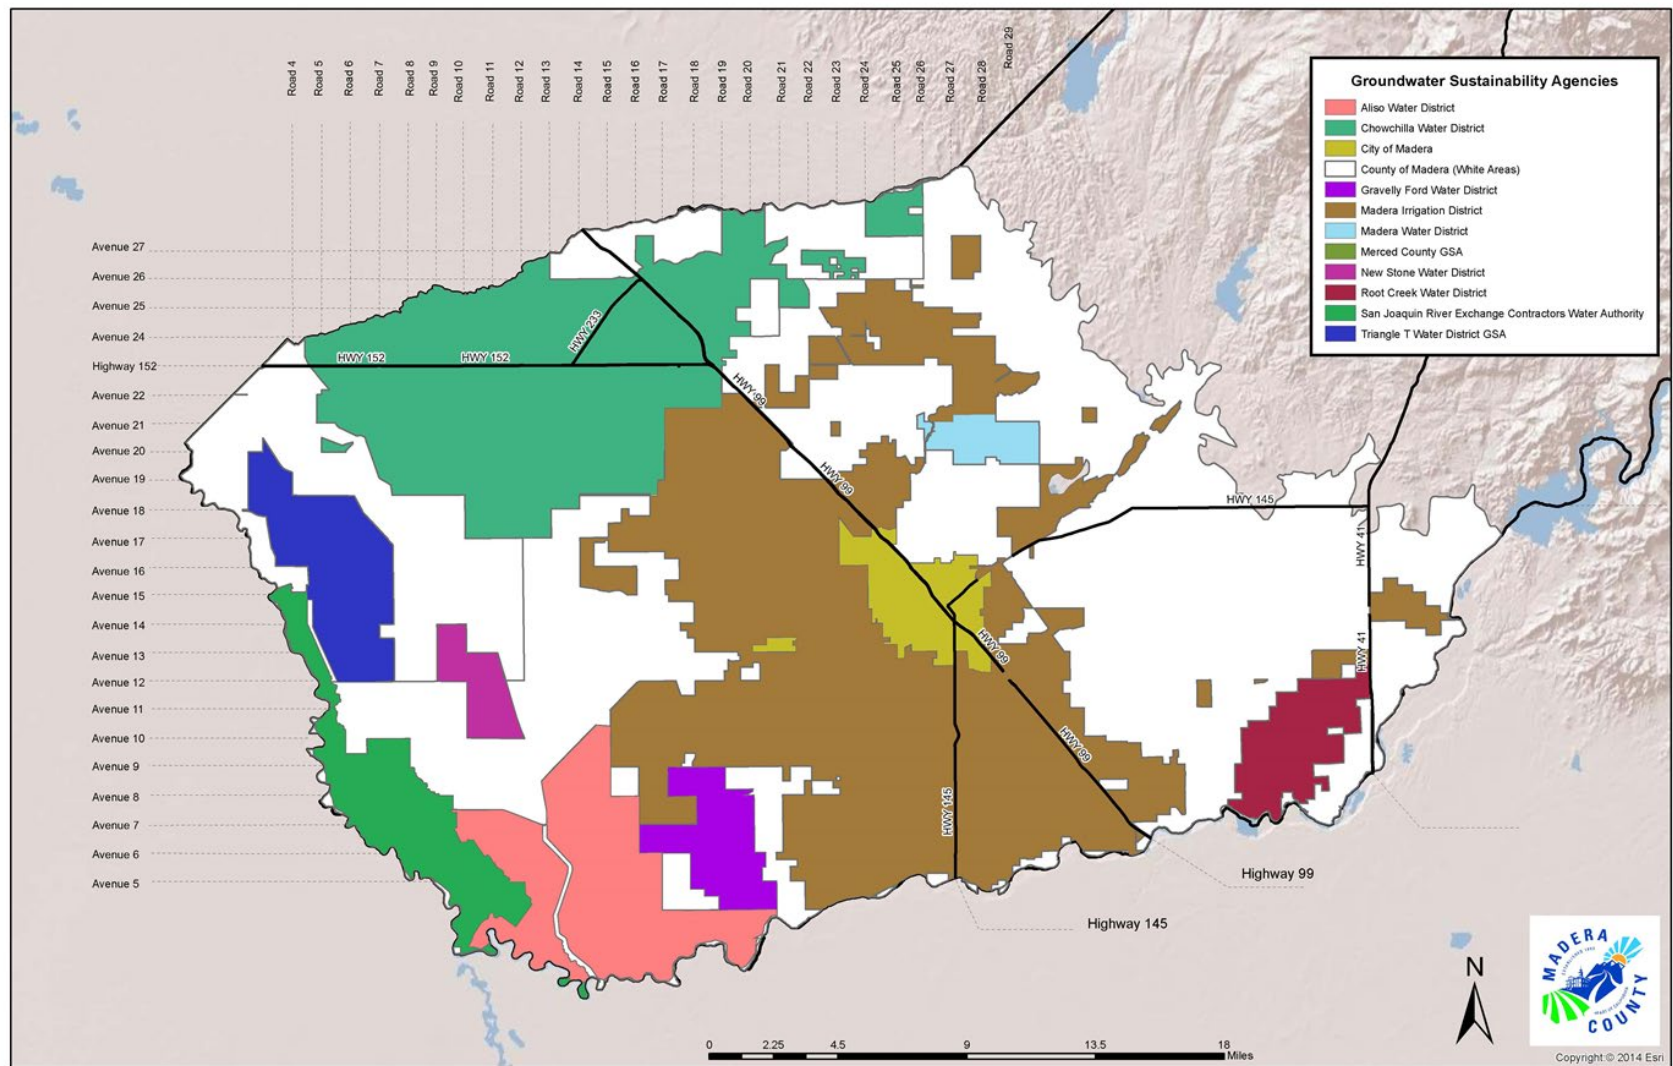 Road 4
Road 5
Road 6
Road 7
Road 8
Road 9
Road 10
Road 11
Road 12
Road 13
Road 14
Road 15
Road 16
Road 17
Road 18
Road 19
Road 20
Road 21
Road 22
Road 23
Road 24
Road 25
Road 26
Road 27
Road 28
Road 29
Groundwater Sustainability Agencies
Aliso Water District
Chowchilla Water District
City of Madera
County of Madera (White Areas)
Gravelly Ford Water District
Madera Irrigation District
Madera Water District
Merced County GSA
New Stone Water District
Root Creek Water District
San Joaquin River Exchange Contractors Water Authority
Triangle T Water District GSA
Avenue 27
Avenue 26
Avenue 25
Avenue 24
Highway 152
Avenue 22
Avenue 21
Avenue 20
Avenue 19
Avenue 18
Avenue 17
Avenue 16
Avenue 15
Avenue 14
Avenue 13
Avenue 12
Avenue 11
Avenue 10
Avenue 9
Avenue 8
Avenue 7
Avenue 6
Avenue 5
HWY 233
HWY 152
HWY 152
HWY 99
HWY 99
HWY 145
HWY 41
HWY 99
HWY 41
HWY 99
HWY 145
Highway 99
Highway 145
N
MADERA
COUNTY
0 2.25 4.5 9 13.5 18
Miles
Copyright:© 2014 Esri